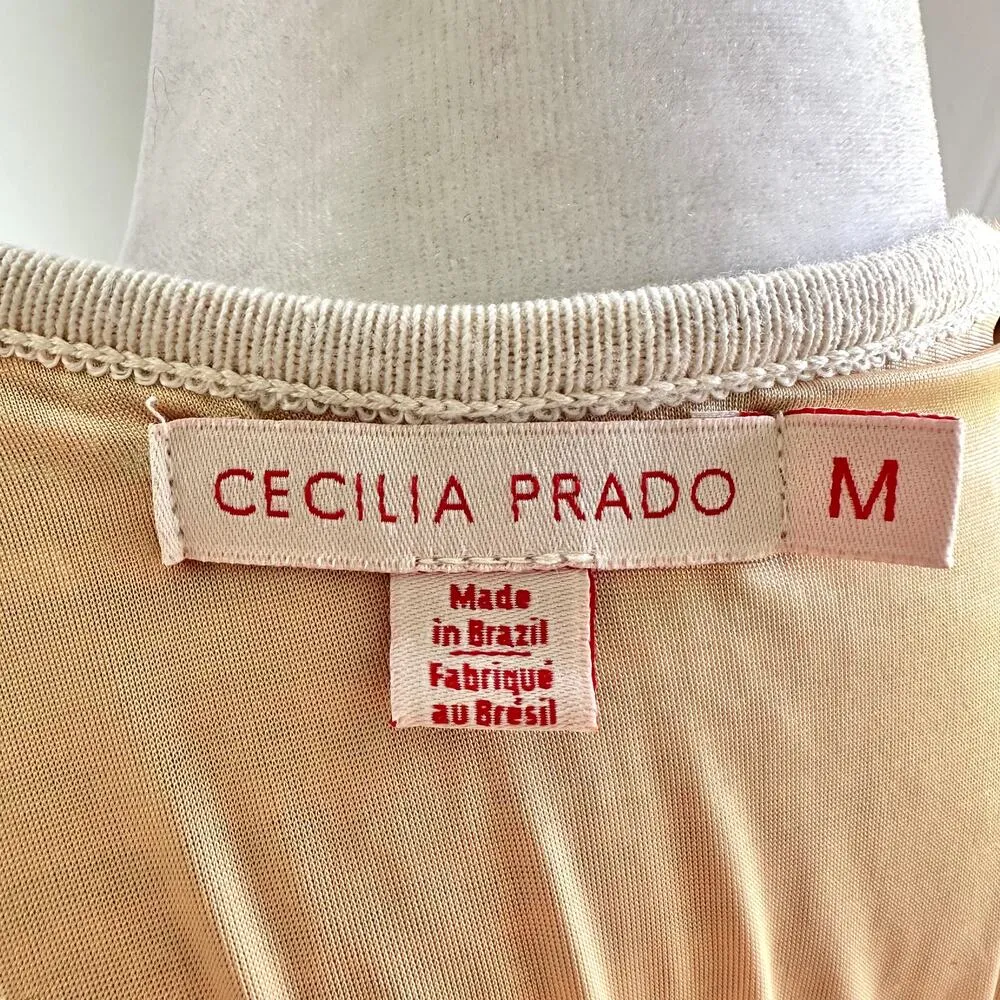 CECILIA PRADO
M
Made
in Brazil
Fabriqué
au Brésil